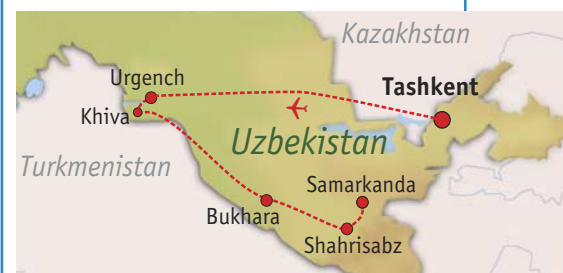 Kazakhstan
Urgench
Tashkent
Khiva
Uzbekistan
Turkmenistan
Samarkanda
Bukhara
Shahrisabz